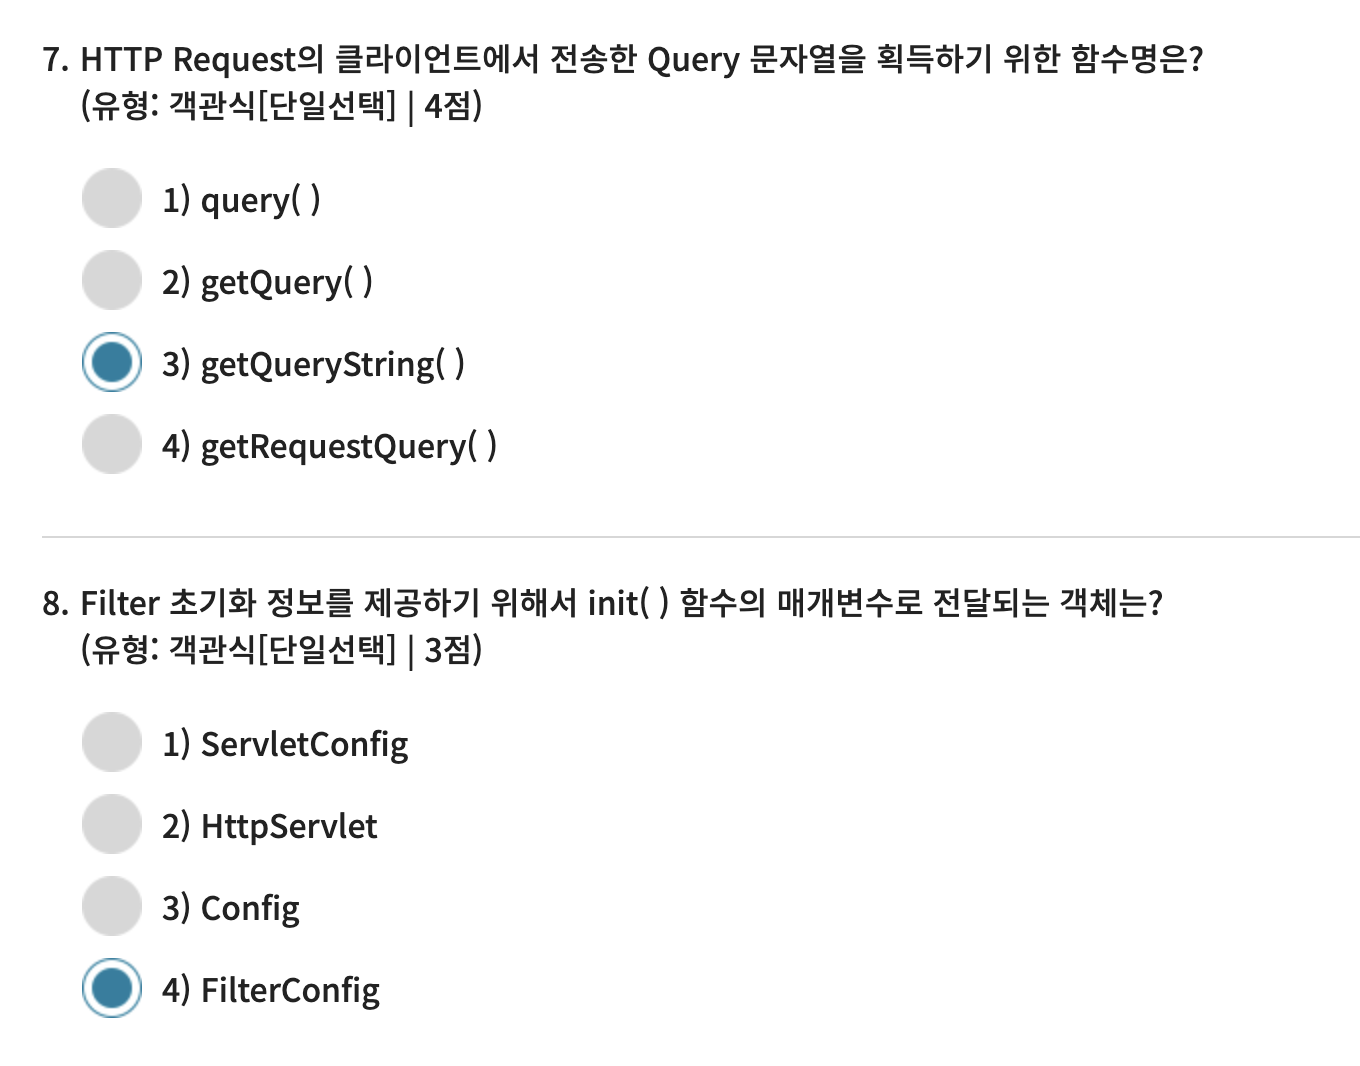 7. HTTP Request의 클라이언트에서 전송한 Query 문자열을 획득하기 위한 함수명은?
(유형: 객관식[단일선택] | 4점)
1) query( )
2) getQuery( )
3) getQueryString( )
4) getRequestQuery( )
8. Filter 초기화 정보를 제공하기 위해서 init( ) 함수의 매개변수로 전달되는 객체는?
(유형: 객관식[단일선택] | 3점)
1) ServletConfig
2) HttpServlet
3) Config
4) FilterConfig